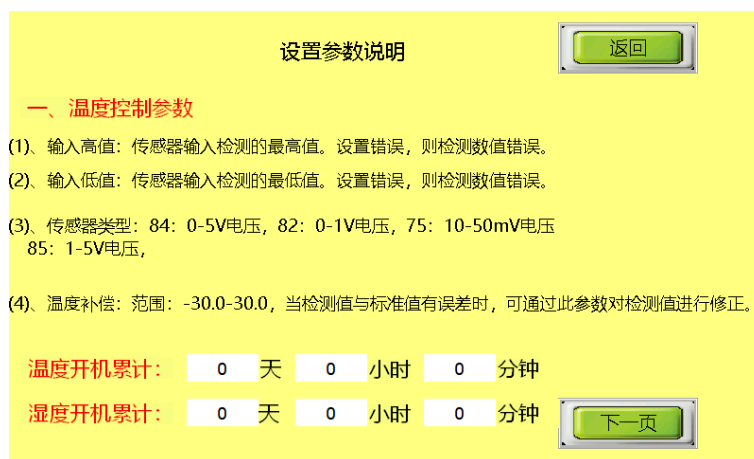 设置参数说明
返回
一、温度控制参数
(1)、输入高值：传感器输入检测的最高值。设置错误，则检测数值错误。
(2)、输入低值：传感器输入检测的最低值。设置错误，则检测数值错误。
(3)、传感器类型：84：0-5V电压，82：0-1V电压，75：10-50mV电压
85：1-5V电压，
(4)、温度补偿：范围：-30.0-30.0，当检测值与标准值有误差时，可通过此参数对检测值进行修正。
温度开机累计： 0 天 0 小时 0 分钟
湿度开机累计： 0 天 0 小时 0 分钟
下一页